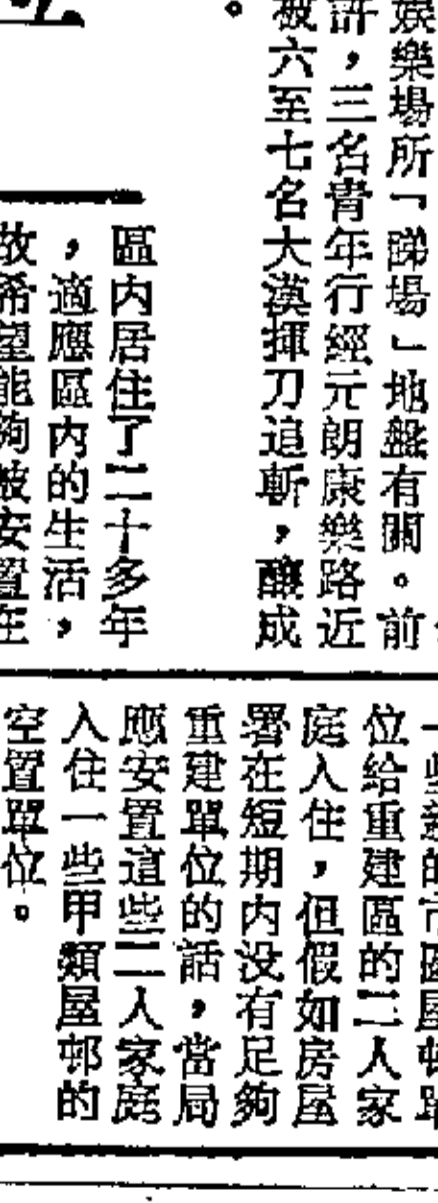 娛樂場所「睇場」地盤有關。前
許,三名青年行經元朗康樂路近
被六至七名大漢揮刀追斬,釀成
。
區内居住了二十多年
,適應區内的生活,
故希望能夠被安置在
一些新的市區屋邨
位給重建區的二人家
庭入住,但假如房屋
署在短期内没有足夠
重建單位的話,當局
應安置這些二人家庭
入住一些甲類屋邨的
空置單位。